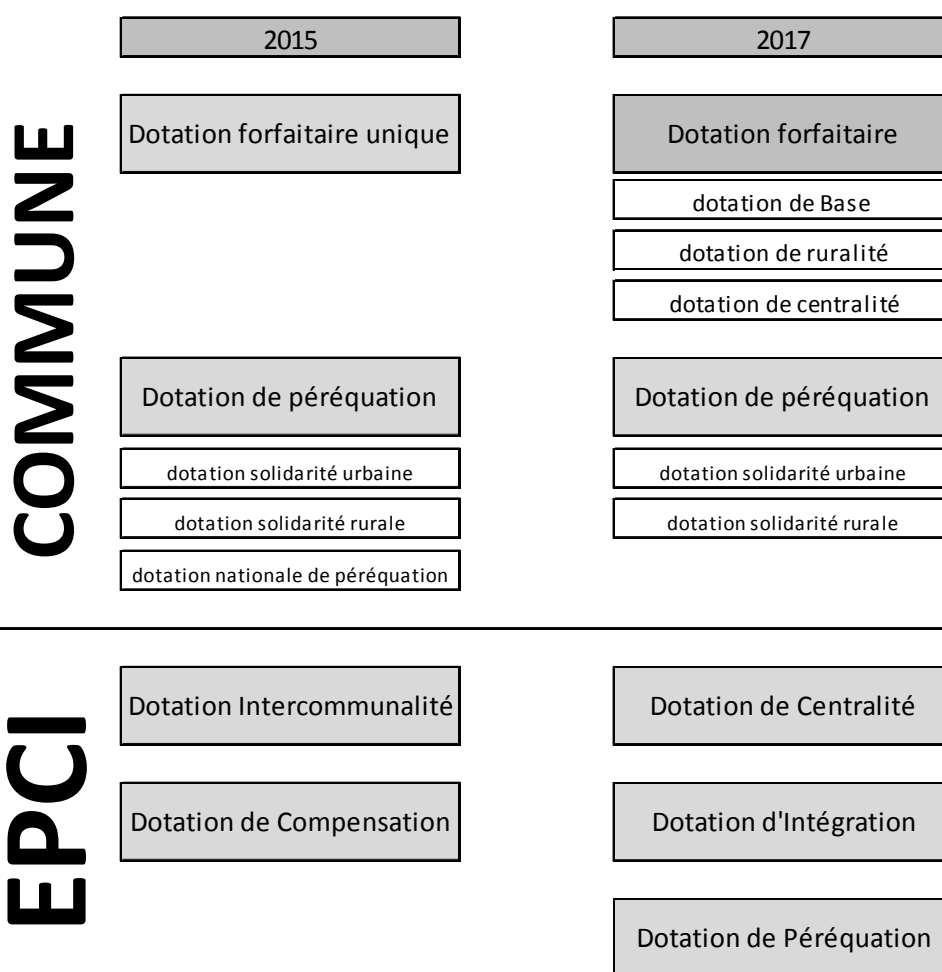 2015
2017
COMMUNE
Dotation forfaitaire unique
Dotation forfaitaire
dotation de Base
dotation de ruralité
dotation de centralité
Dotation de péréquation
Dotation de péréquation
dotation solidarité urbaine
dotation solidarité urbaine
dotation solidarité rurale
dotation solidarité rurale
dotation nationale de péréquation
EPCI
Dotation Intercommunalité
Dotation de Centralité
Dotation de Compensation
Dotation d'Intégration
Dotation de Péréquation